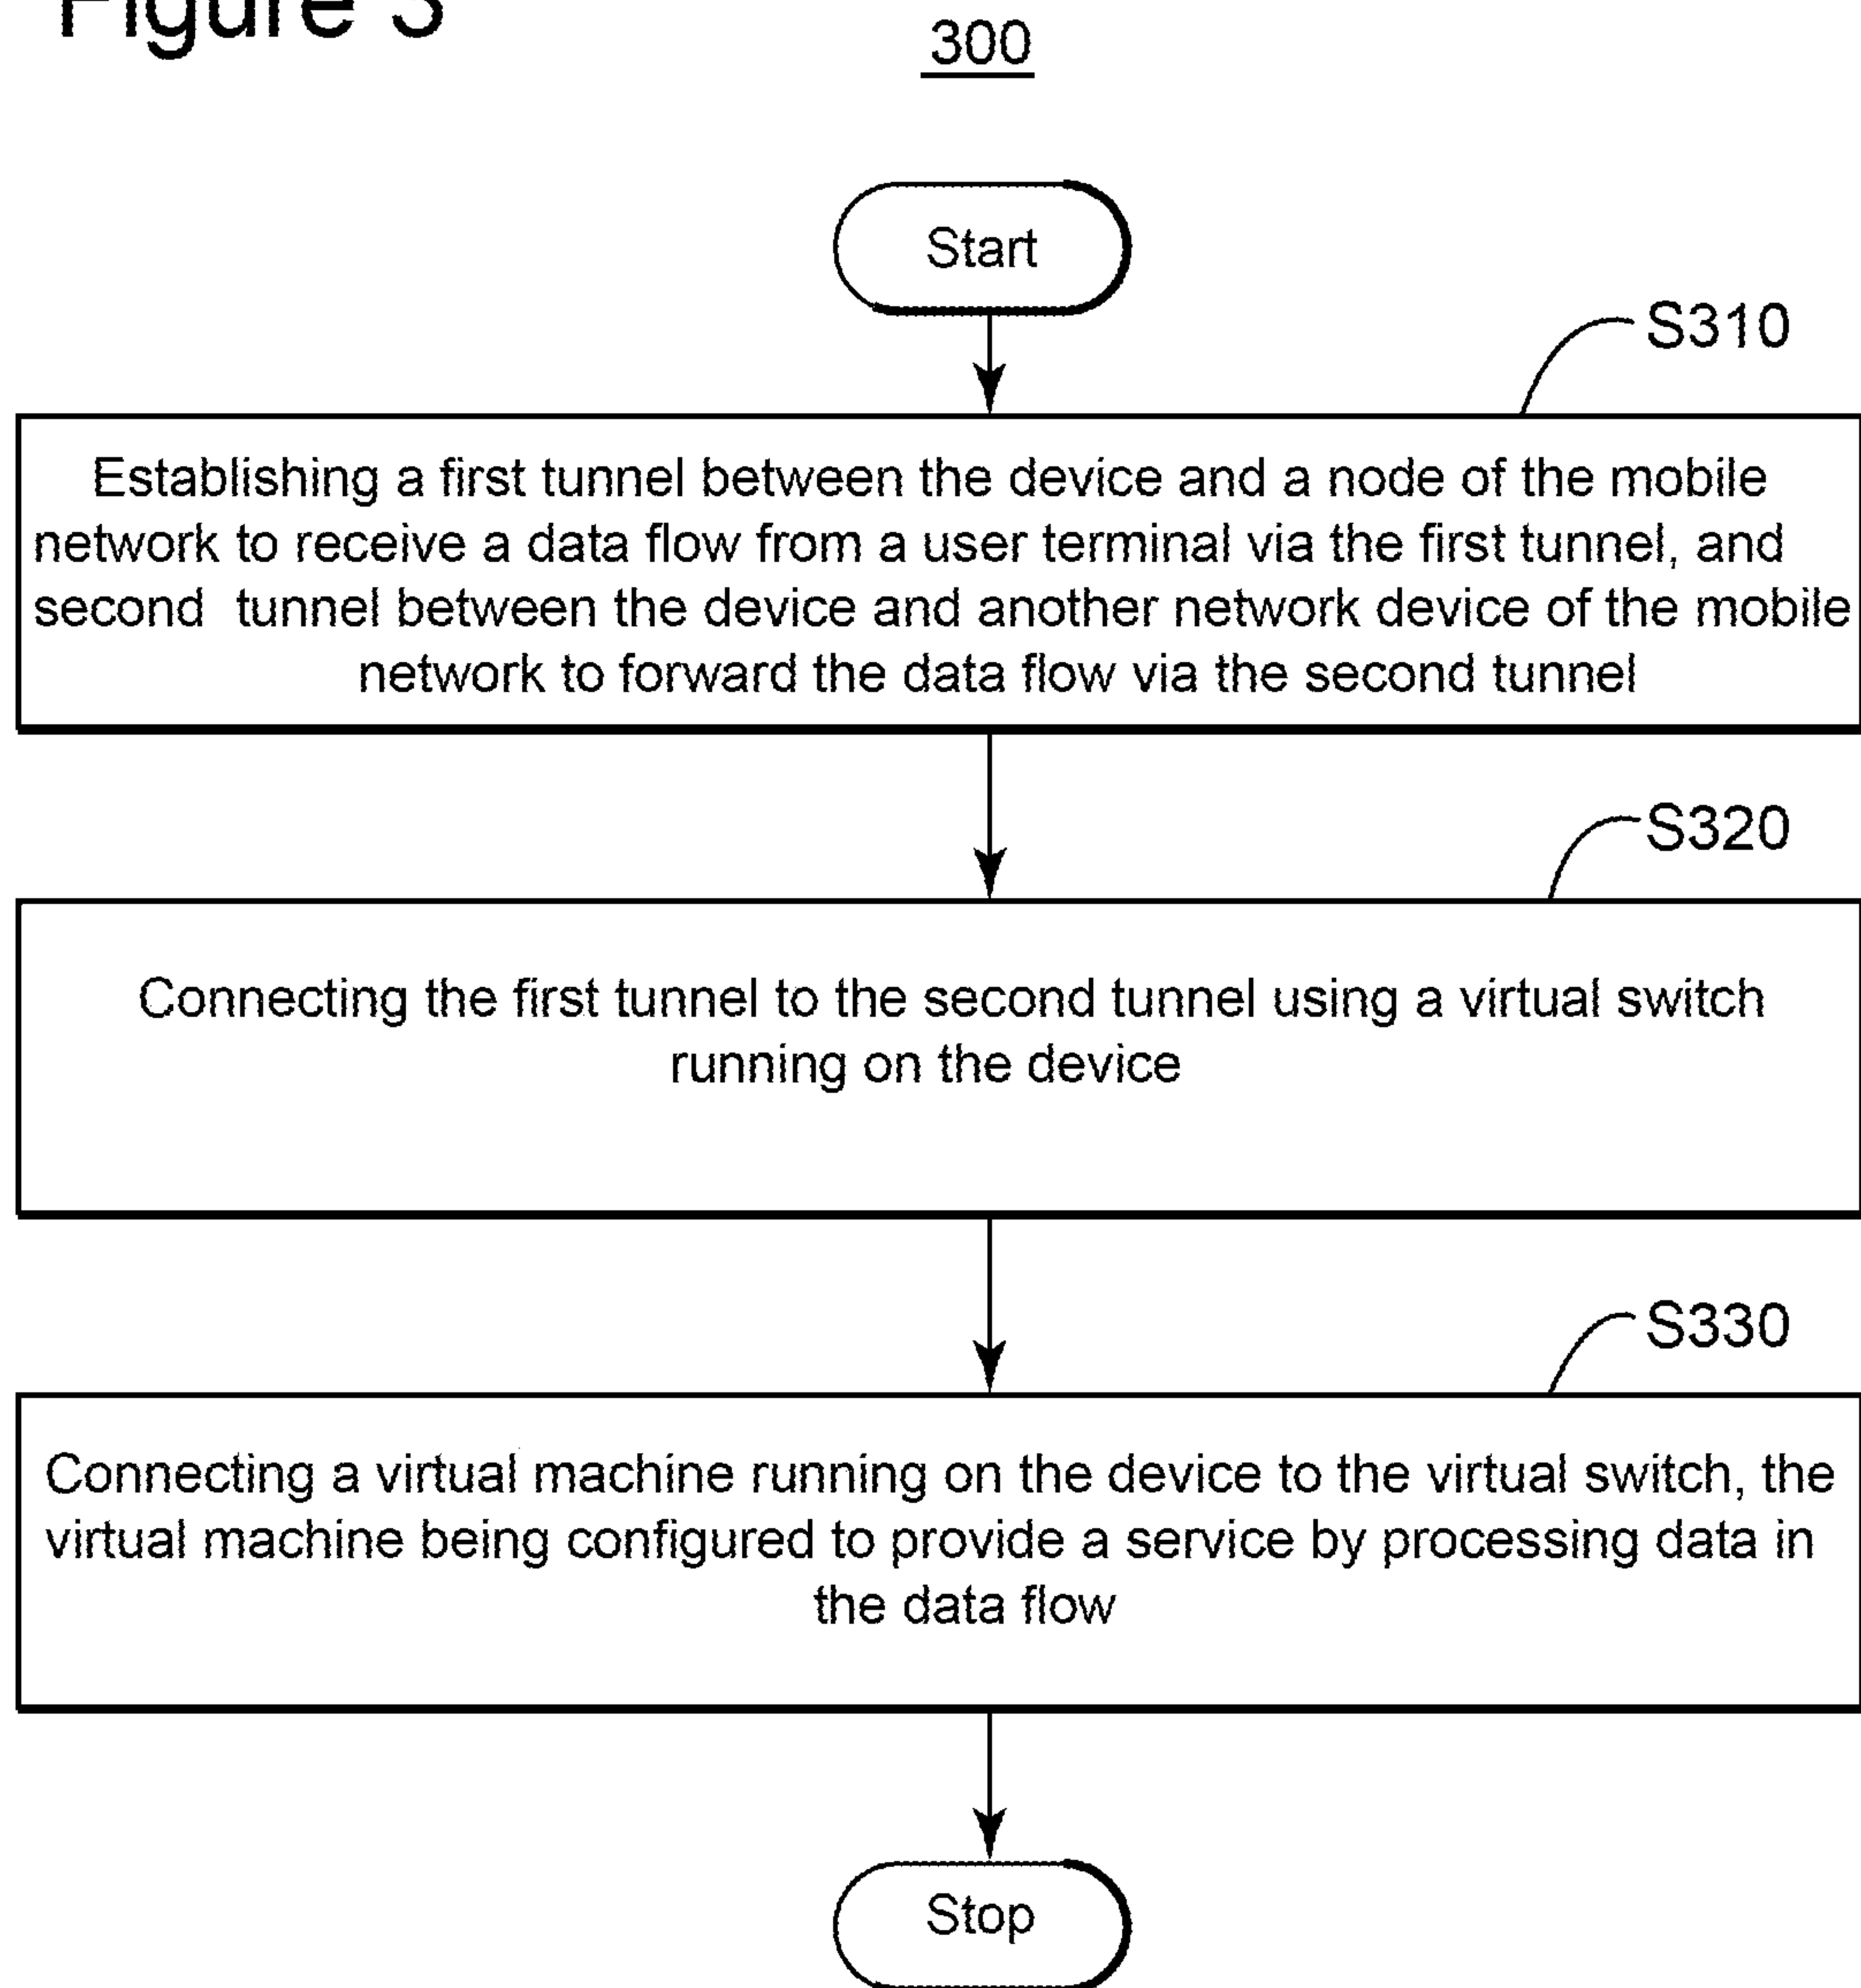 Figure 3
300
Start
S310
Establishing a first tunnel between the device and a node of the mobile
network to receive a data flow from a user terminal via the first tunnel, and
second tunnel between the device and another network device of the mobile
network to forward the data flow via the second tunnel
S320
Connecting the first tunnel to the second tunnel using a virtual switch
running on the device
S330
Connecting a virtual machine running on the device to the virtual switch, the
virtual machine being configured to provide a service by processing data in
the data flow
Stop